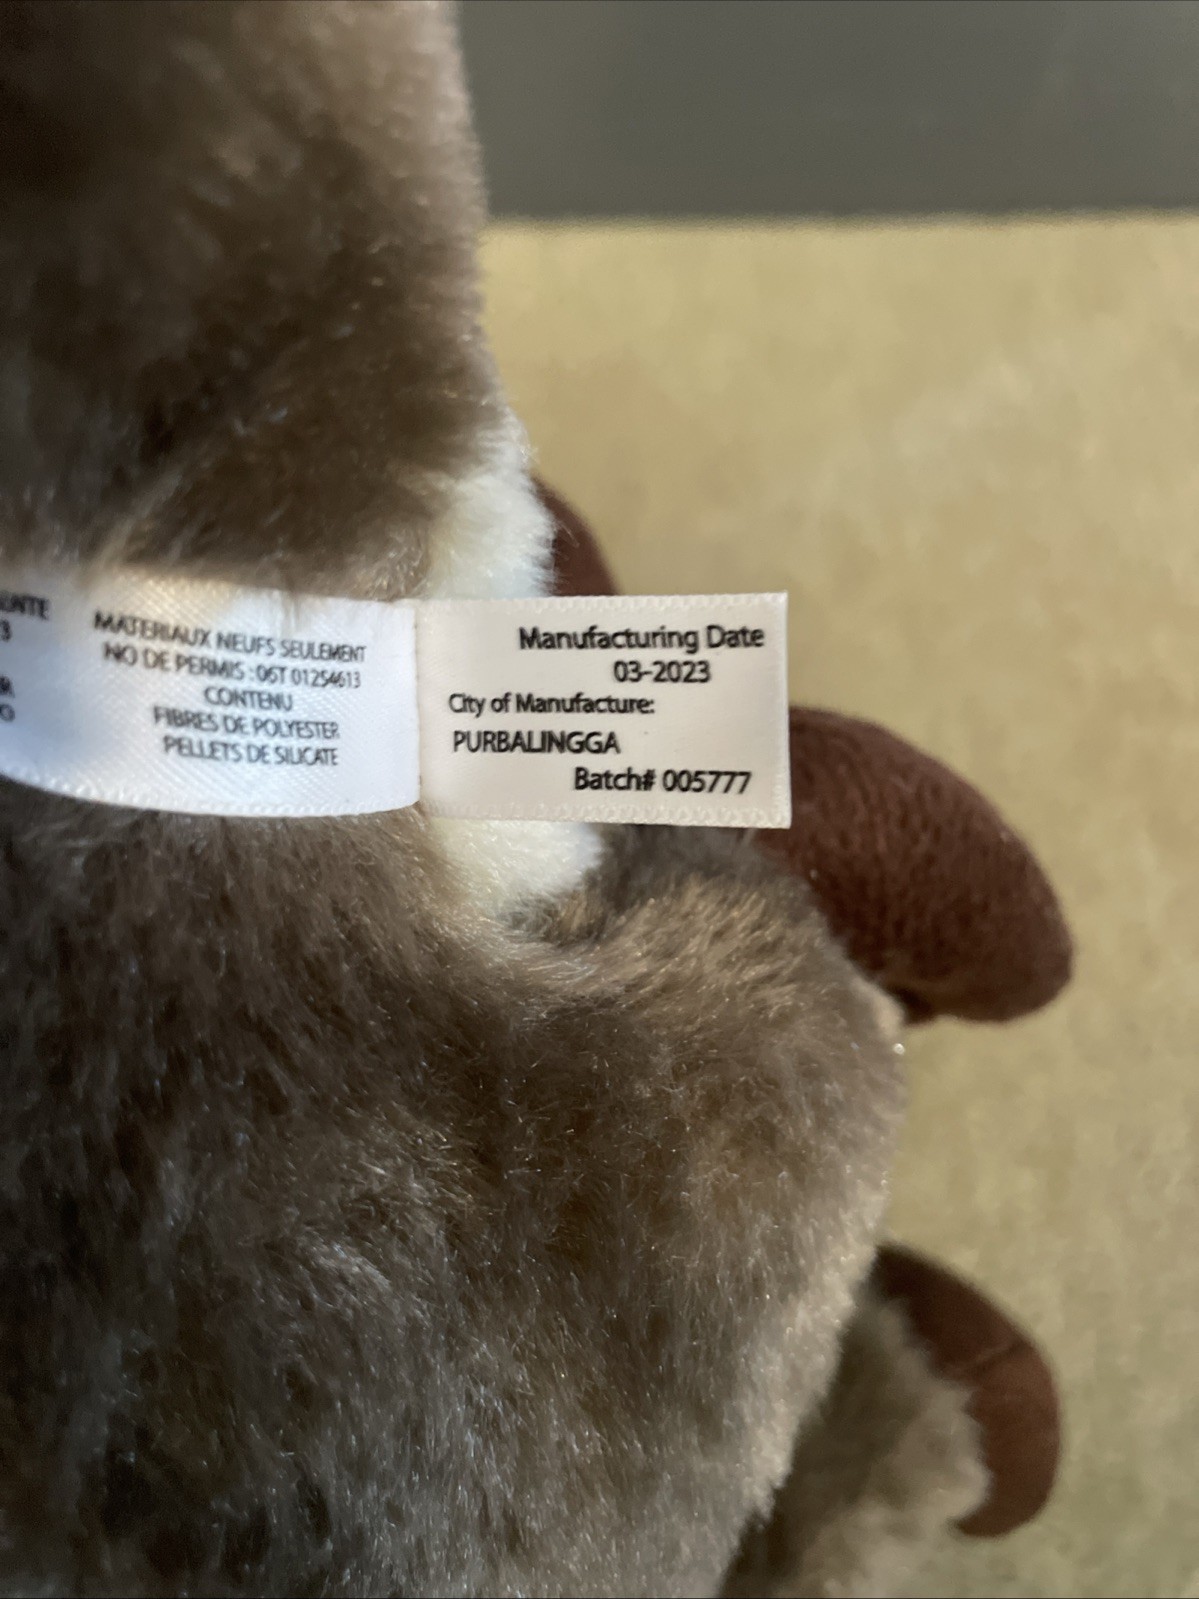 MATERIAUX NEUFS SEULEMENT
NO DE PERMIS : 06T 01254613
CONTENU
FIBRES DE POLYESTER
PELLETS DE SILICATE
Manufacturing Date
03-2023
City of Manufacture:
PURBALINGGA
Batch# 005777